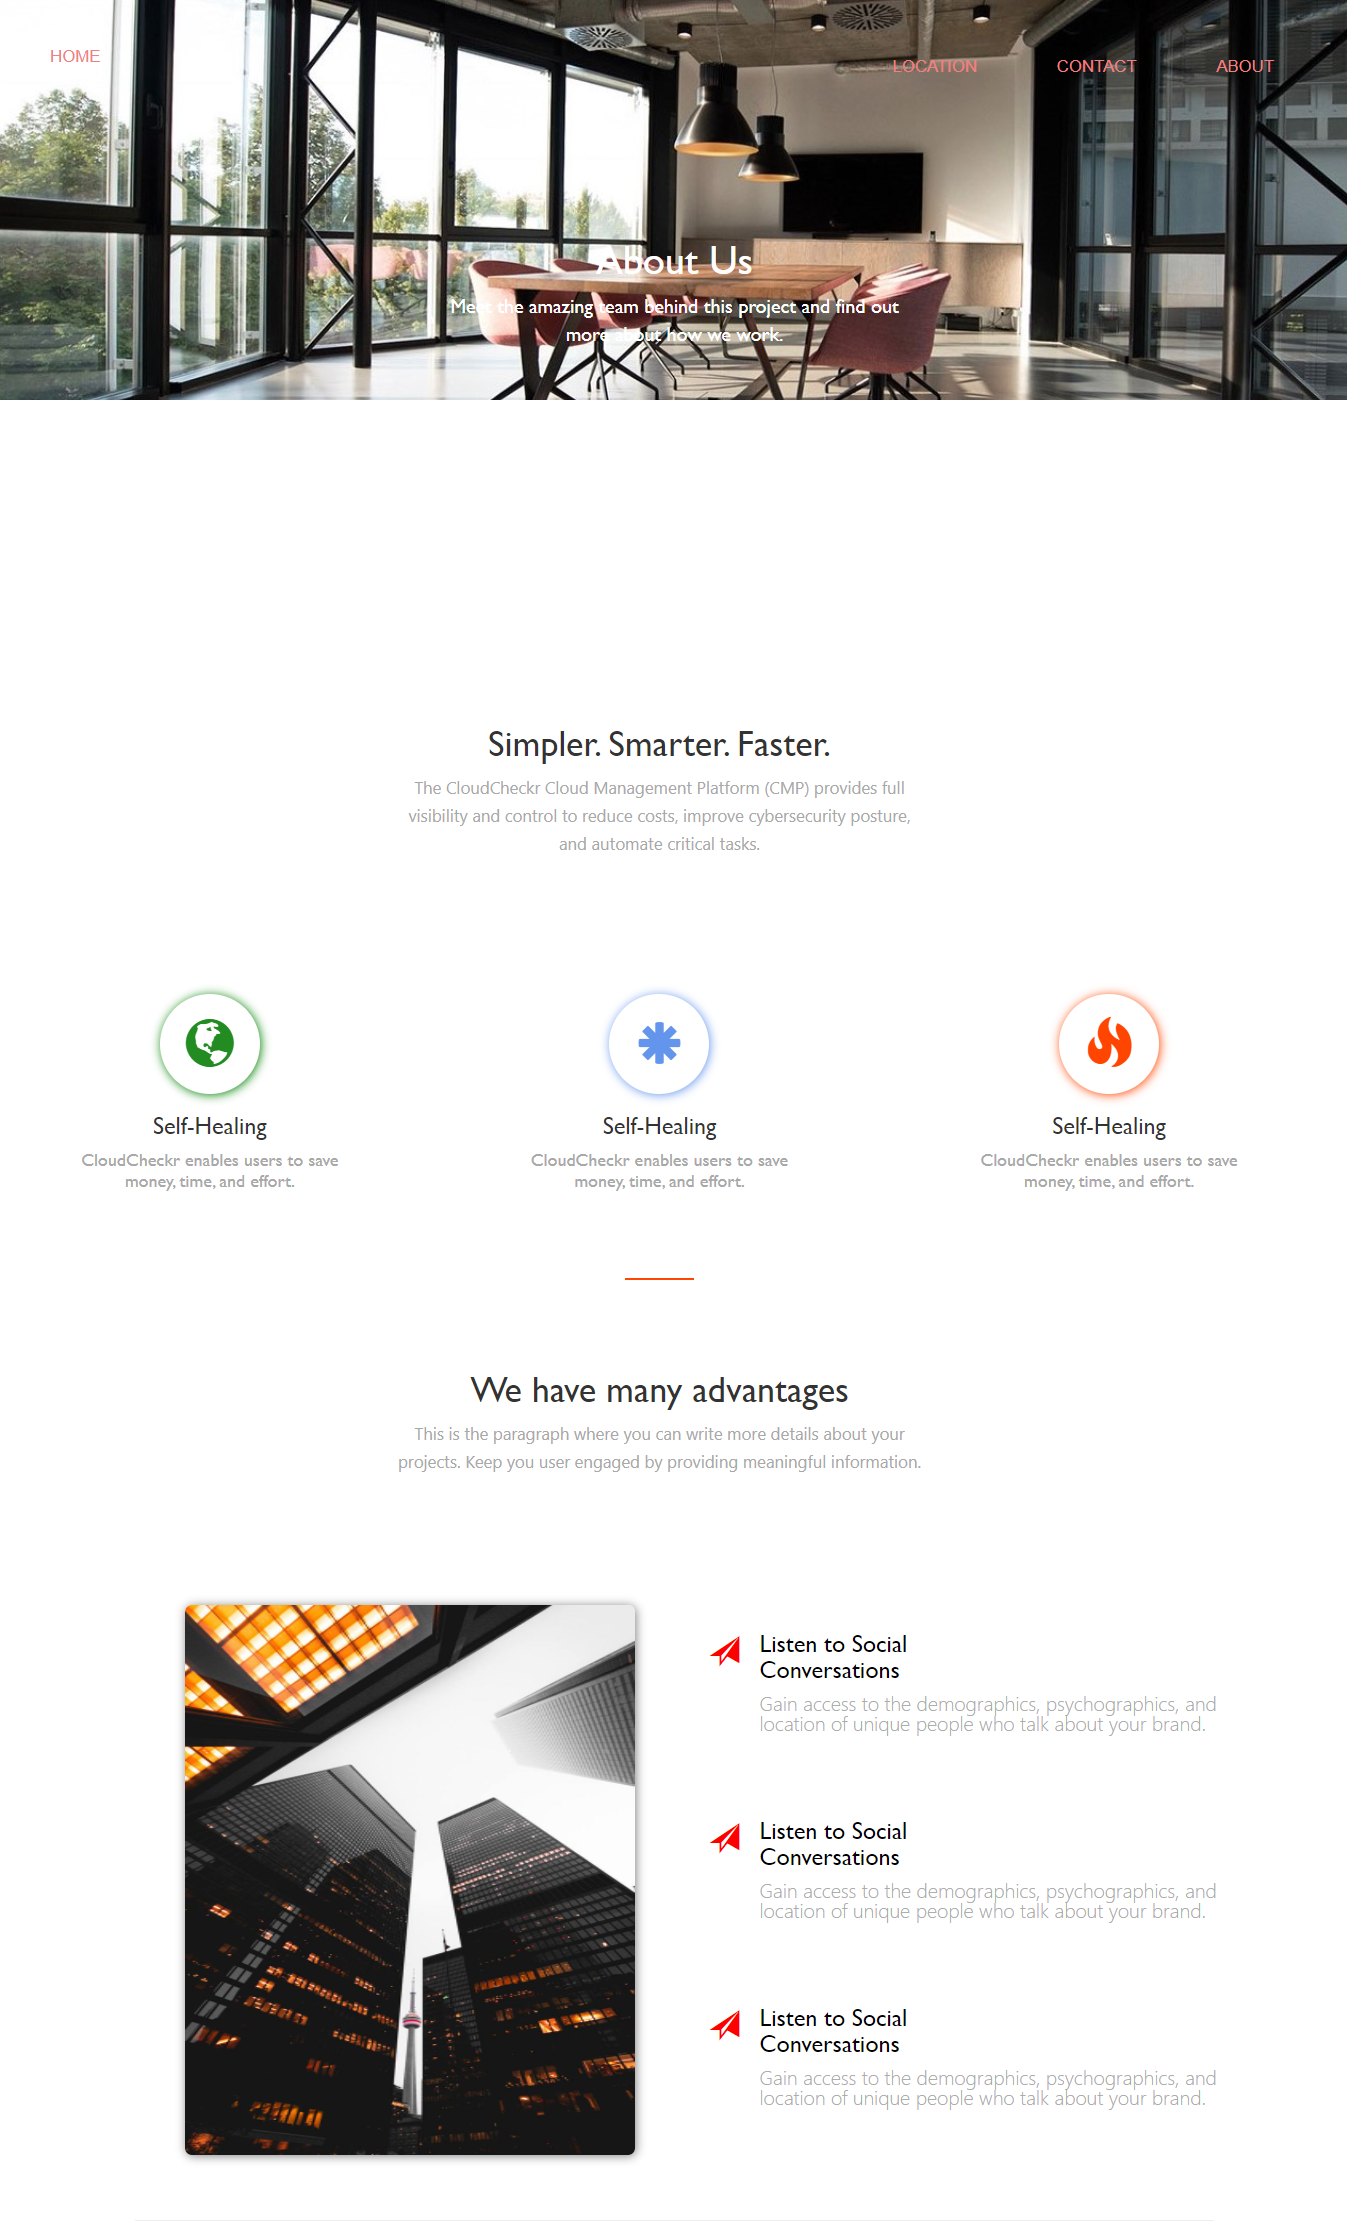 HOME
LOCATION
CONTACT
ABOUT
About Us
Meet the amazing team behind this project and find out
more about how we work.
Simpler. Smarter. Faster.
The CloudCheckr Cloud Management Platform (CMP) provides full
visibility and control to reduce costs, improve cybersecurity posture,
and automate critical tasks.
Self-Healing
CloudCheckr enables users to save
money, time, and effort.
Self-Healing
CloudCheckr enables users to save
money, time, and effort.
Self-Healing
CloudCheckr enables users to save
money, time, and effort.
We have many advantages
This is the paragraph where you can write more details about your
projects. Keep you user engaged by providing meaningful information.
Listen to Social
Conversations
Gain access to the demographics, psychographics, and
location of unique people who talk about your brand.
Listen to Social
Conversations
Gain access to the demographics, psychographics, and
location of unique people who talk about your brand.
Listen to Social
Conversations
Gain access to the demographics, psychographics, and
location of unique people who talk about your brand.